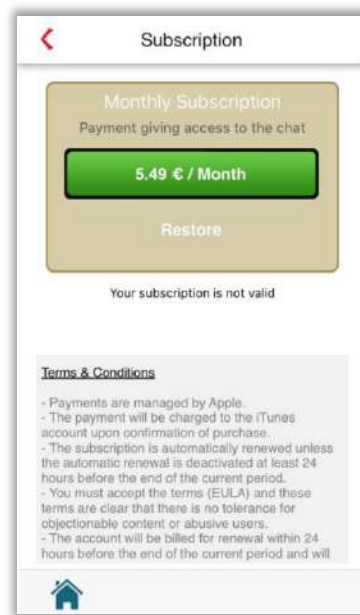 Subscription
Monthly Subscription
Payment giving access to the chat
5.49 € / Month
Restore
Your subscription is not valid
Terms & Conditions
- Payments are managed by Apple.
- The payment will be charged to the iTunes
account upon confirmation of purchase.
- The subscription is automatically renewed unless
the automatic renewal is deactivated at least 24
hours before the end of the current period.
- You must accept the terms (EULA) and these
terms are clear that there is no tolerance for
objectionable content or abusive users.
- The account will be billed for renewal within 24
hours before the end of the current period and will